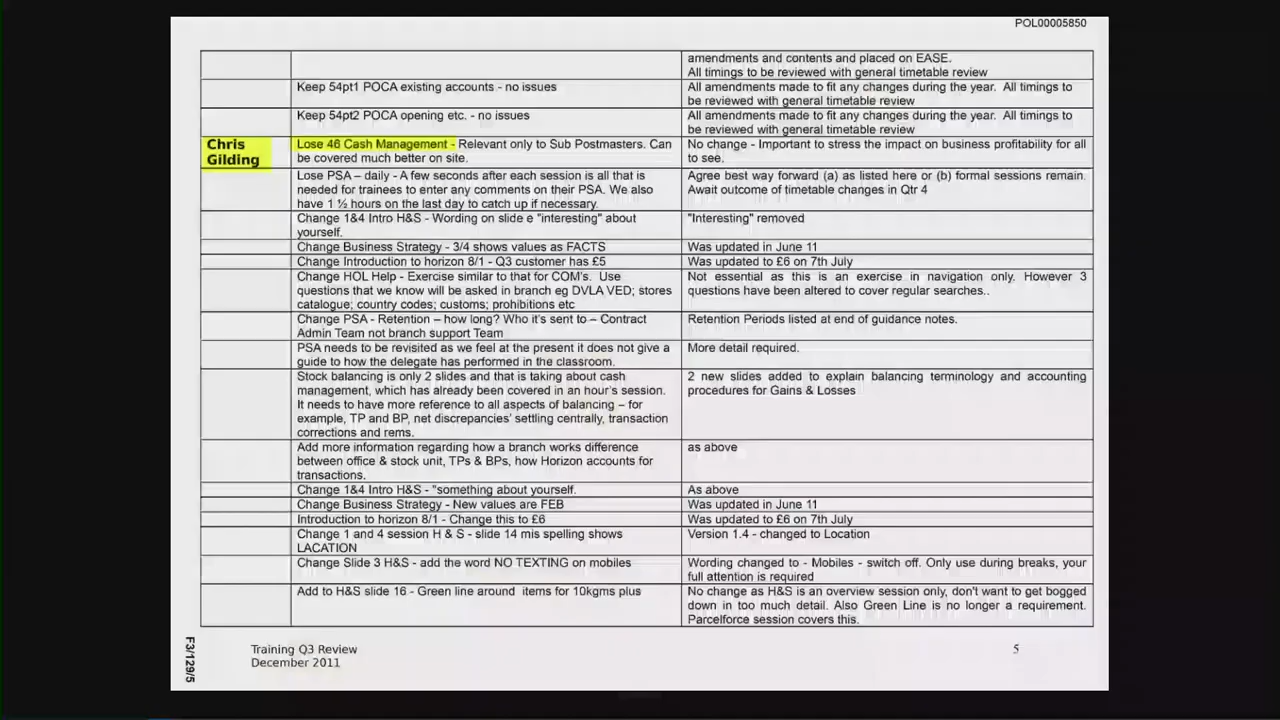 POL00005850
amendments and contents and placed on EASE.
All timings to be reviewed with general timetable review
Keep 54pt1 POCA existing accounts - no issues
All amendments made to fit any changes during the year. All timings to
be reviewed with general timetable review
Keep 54pt2 POCA opening etc. - no issues
All amendments made to fit any changes during the year. All timings to
be reviewed with general timetable review
Chris
Gilding
Lose 46 Cash Management - Relevant only to Sub Postmasters. Can
be covered much better on site.
No change - Important to stress the impact on business profitability for all
to see.
Lose PSA – daily - A few seconds after each session is all that is
needed for trainees to enter any comments on their PSA. We also
have 1 ½ hours on the last day to catch up if necessary.
Agree best way forward (a) as listed here or (b) formal sessions remain.
Await outcome of timetable changes in Qtr 4
Change 1&4 Intro H&S - Wording on slide e "interesting" about
yourself.
"Interesting" removed
Change Business Strategy - 3/4 shows values as FACTS
Was updated in June 11
Change Introduction to horizon 8/1 - Q3 customer has £5
Was updated to £6 on 7th July
Change HOL Help - Exercise similar to that for COM's. Use
questions that we know will be asked in branch eg DVLA VED; stores
catalogue; country codes; customs; prohibitions etc
Not essential as this is an exercise in navigation only. However 3
questions have been altered to cover regular searches..
Change PSA - Retention – how long? Who it's sent to – Contract
Admin Team not branch support Team
Retention Periods listed at end of guidance notes.
PSA needs to be revisited as we feel at the present it does not give a
guide to how the delegate has performed in the classroom.
More detail required.
Stock balancing is only 2 slides and that is taking about cash
management, which has already been covered in an hour's session.
It needs to have more reference to all aspects of balancing – for
example, TP and BP, net discrepancies' settling centrally, transaction
corrections and rems.
2 new slides added to explain balancing terminology and accounting
procedures for Gains & Losses
Add more information regarding how a branch works difference
between office & stock unit, TPs & BPs, how Horizon accounts for
transactions.
as above
Change 1&4 Intro H&S - "something about yourself.
As above
Change Business Strategy - New values are FEB
Was updated in June 11
Introduction to horizon 8/1 - Change this to £6
Was updated to £6 on 7th July
Change 1 and 4 session H & S - slide 14 mis spelling shows
LACATION
Version 1.4 - changed to Location
Change Slide 3 H&S - add the word NO TEXTING on mobiles
Wording changed to - Mobiles - switch off. Only use during breaks, your
full attention is required
Add to H&S slide 16 - Green line around items for 10kgms plus
No change as H&S is an overview session only, don't want to get bogged
down in too much detail. Also Green Line is no longer a requirement.
Parcelforce session covers this.
F3/129/5
Training Q3 Review
December 2011
5